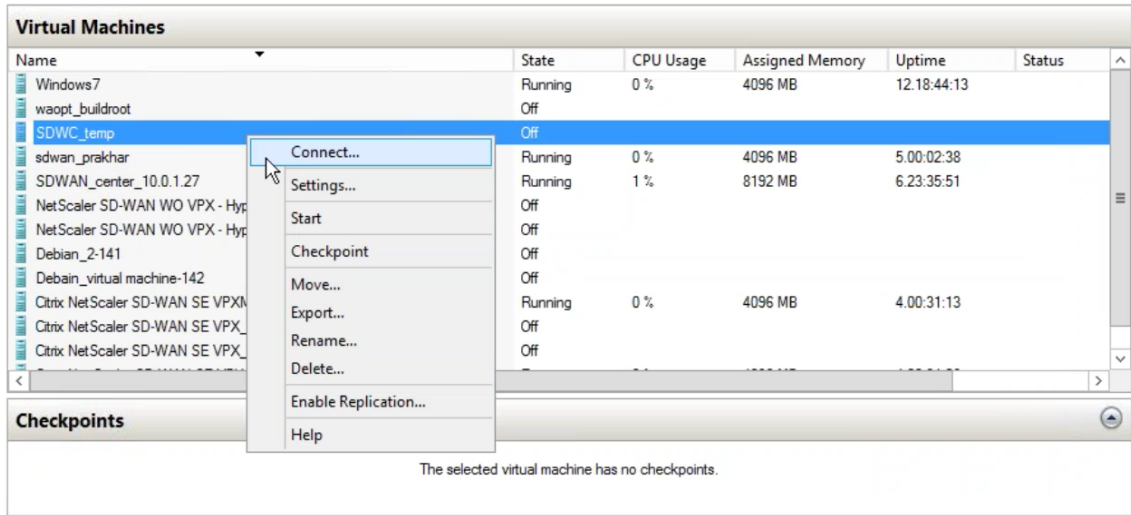 Virtual Machines
Name State CPU Usage Assigned Memory Uptime Status
Windows7 Running 0 % 4096 MB 12.18:44:13
waopt_buildroot Off
SDWC_temp Off
Connect...
sdwan_prakhar Running 0 % 4096 MB 5.00:02:38
SDWAN_center_10.0.1.27 Running 1 % 8192 MB 6.23:35:51
Settings...
NetScaler SD-WAN WO VPX - Hyp Off
Start
NetScaler SD-WAN WO VPX - Hyp Off
Debian_2-141 Off
Checkpoint
Debain_virtual machine-142 Off
Move...
Citrix NetScaler SD-WAN SE VPXN Running 0 % 4096 MB 4.00:31:13
Export...
Citrix NetScaler SD-WAN SE VPX_ Off
Rename...
Citrix NetScaler SD-WAN SE VPX_ Off
Delete...
Enable Replication...
Checkpoints
Help
The selected virtual machine has no checkpoints.